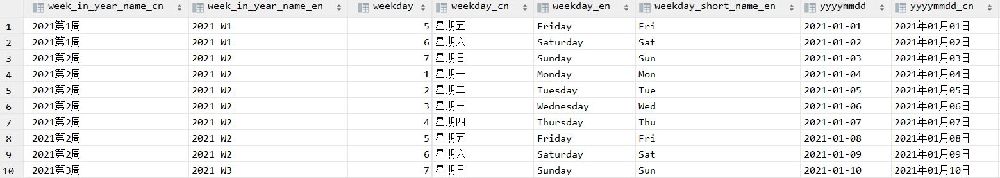 week_in_year_name_cn week_in_year_name_en weekday weekday_cn weekday_en weekday_short_name_en yyyymmdd yyyymmdd_cn
1 2021第1周 2021 W1 5 星期五 Friday Fri 2021-01-01 2021年01月01日
2 2021第1周 2021 W1 6 星期六 Saturday Sat 2021-01-02 2021年01月02日
3 2021第2周 2021 W2 7 星期日 Sunday Sun 2021-01-03 2021年01月03日
4 2021第2周 2021 W2 1 星期一 Monday Mon 2021-01-04 2021年01月04日
5 2021第2周 2021 W2 2 星期二 Tuesday Tue 2021-01-05 2021年01月05日
6 2021第2周 2021 W2 3 星期三 Wednesday Wed 2021-01-06 2021年01月06日
7 2021第2周 2021 W2 4 星期四 Thursday Thu 2021-01-07 2021年01月07日
8 2021第2周 2021 W2 5 星期五 Friday Fri 2021-01-08 2021年01月08日
9 2021第2周 2021 W2 6 星期六 Saturday Sat 2021-01-09 2021年01月09日
10 2021第3周 2021 W3 7 星期日 Sunday Sun 2021-01-10 2021年01月10日